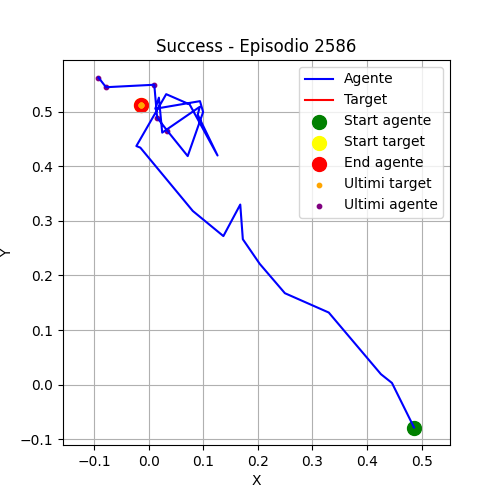 Success - Episodio 2586
Agente
Target
Start agente
Start target
End agente
Ultimi target
Ultimi agente
0.5
0.4
0.3
0.2
0.1
0.0
−0.1
Y
−0.1 0.0 0.1 0.2 0.3 0.4 0.5
X